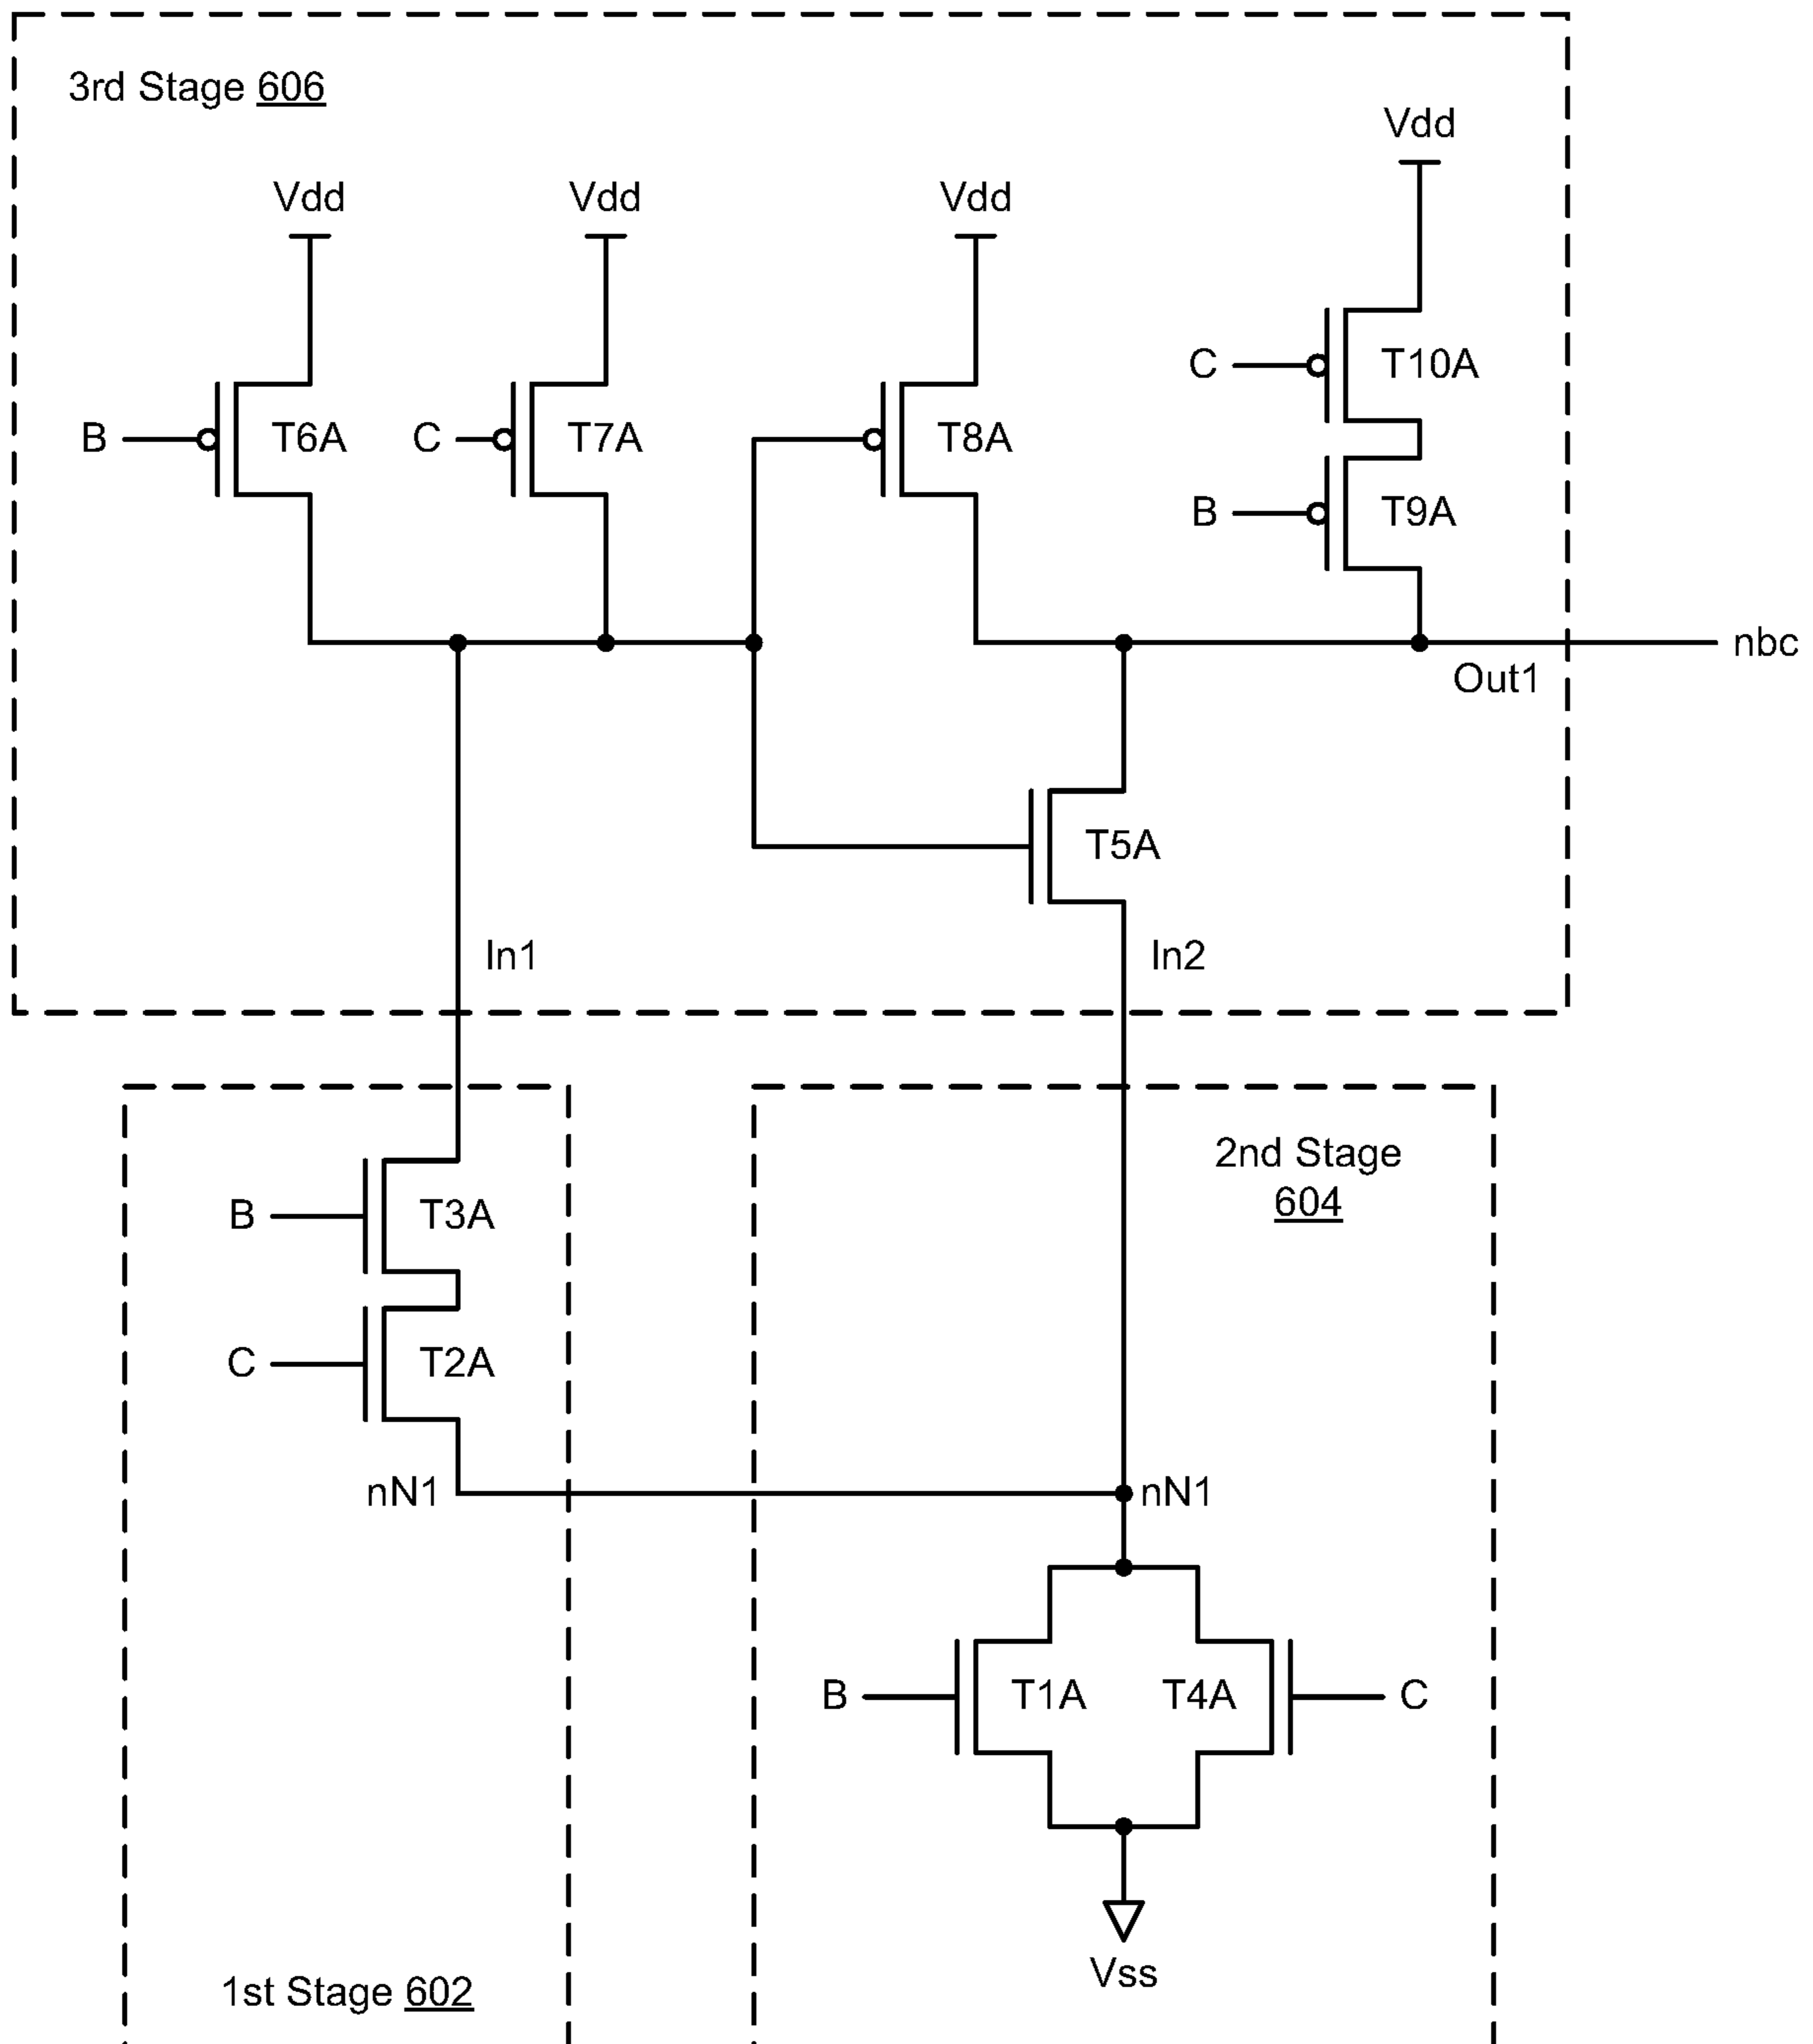 3rd Stage 606
Vdd
Vdd
Vdd
Vdd
C
T10A
B
T6A
C
T7A
T8A
B
T9A
nbc
Out1
T5A
In1
In2
2nd Stage
604
B
T3A
C
T2A
nN1
nN1
B
T1A
T4A
C
Vss
1st Stage 602